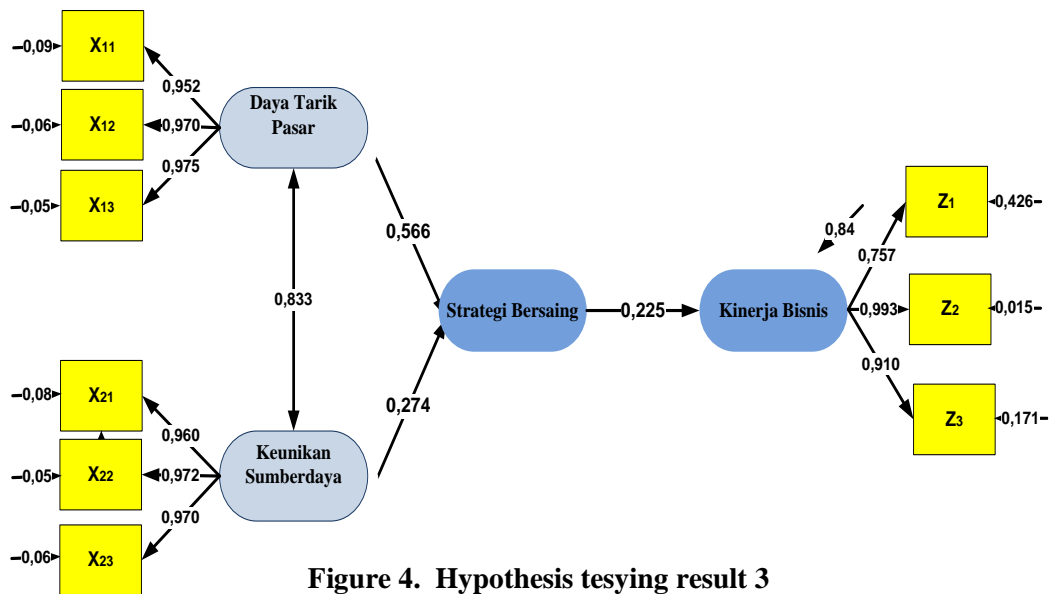 –0,09 X11
0,952
–0,06 X12
0,970
–0,05 X13
0,975
Daya Tarik
Pasar
0,566
0,833
0,274
–0,08 X21
0,960
–0,05 X22
0,972
–0,06 X23
0,970
Keunikan
Sumberdaya
Strategi Bersaing
0,225
Kinerja Bisnis
0,84
0,757
Z1 0,426
0,993
Z2 0,015
0,910
Z3 0,171
Figure 4. Hypothesis tesying result 3